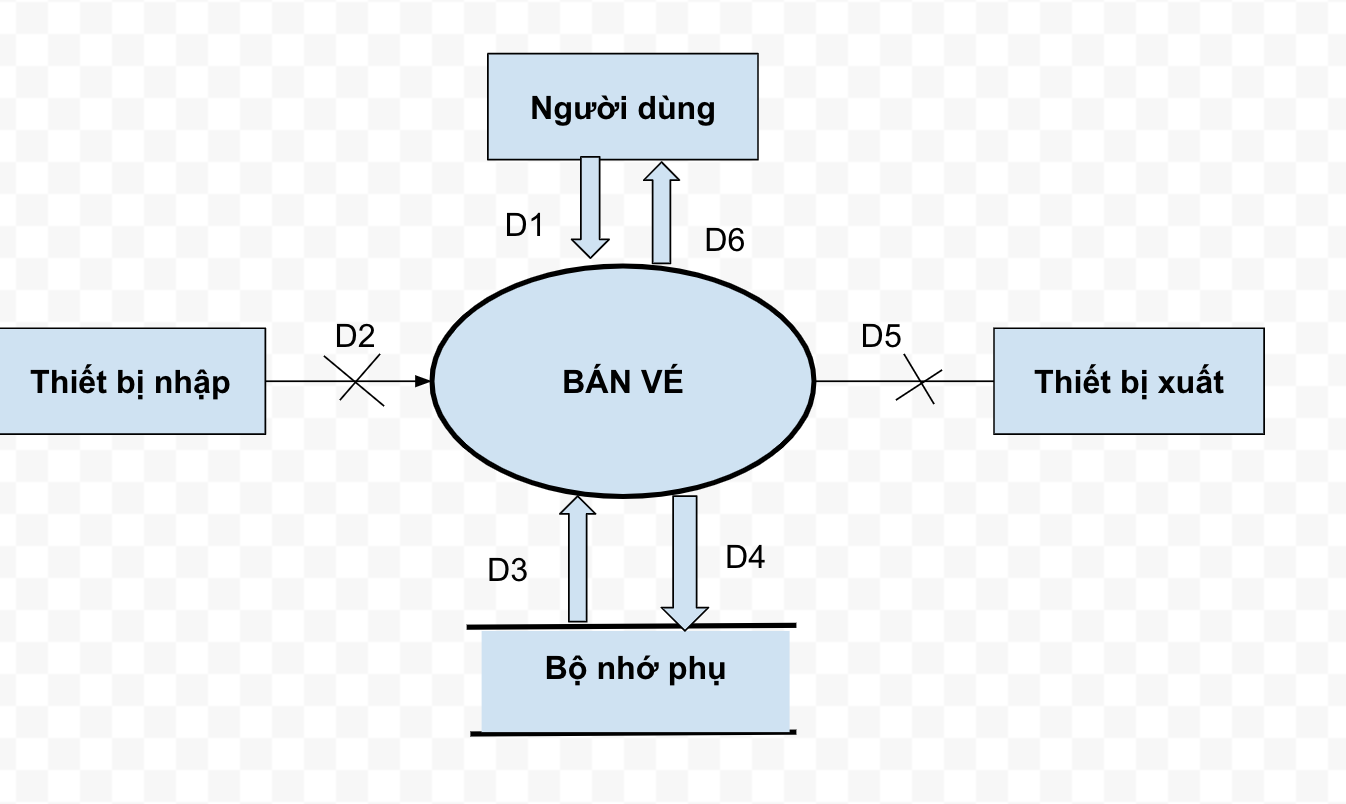 Người dùng
D1
D6
D2
D5
Thiết bị nhập
BÁN VÉ
Thiết bị xuất
D3
D4
Bộ nhớ phụ